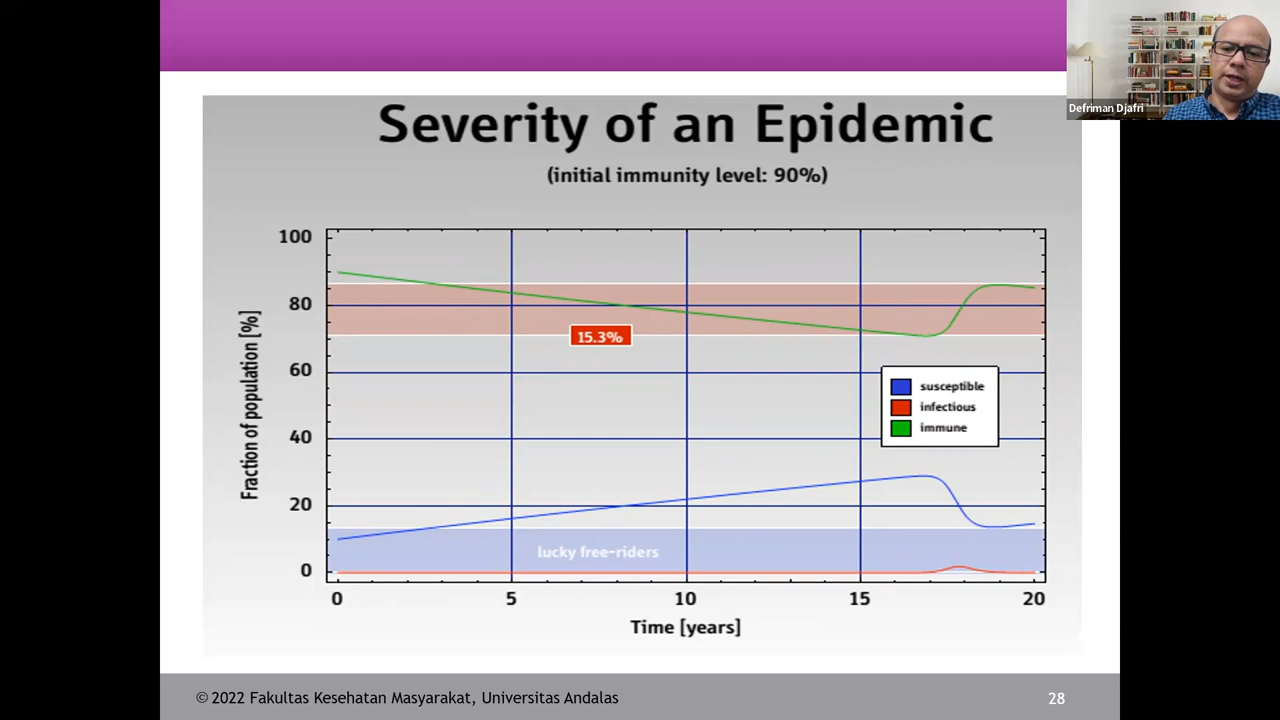 Defriman Djafri
Severity of an Epidemic
(initial immunity level: 90%)
Fraction of population [%]
100
80
60
40
20
0
15.3%
susceptible
infectious
immune
lucky free-riders
0 5 10 15 20
Time [years]
© 2022 Fakultas Kesehatan Masyarakat, Universitas Andalas 28